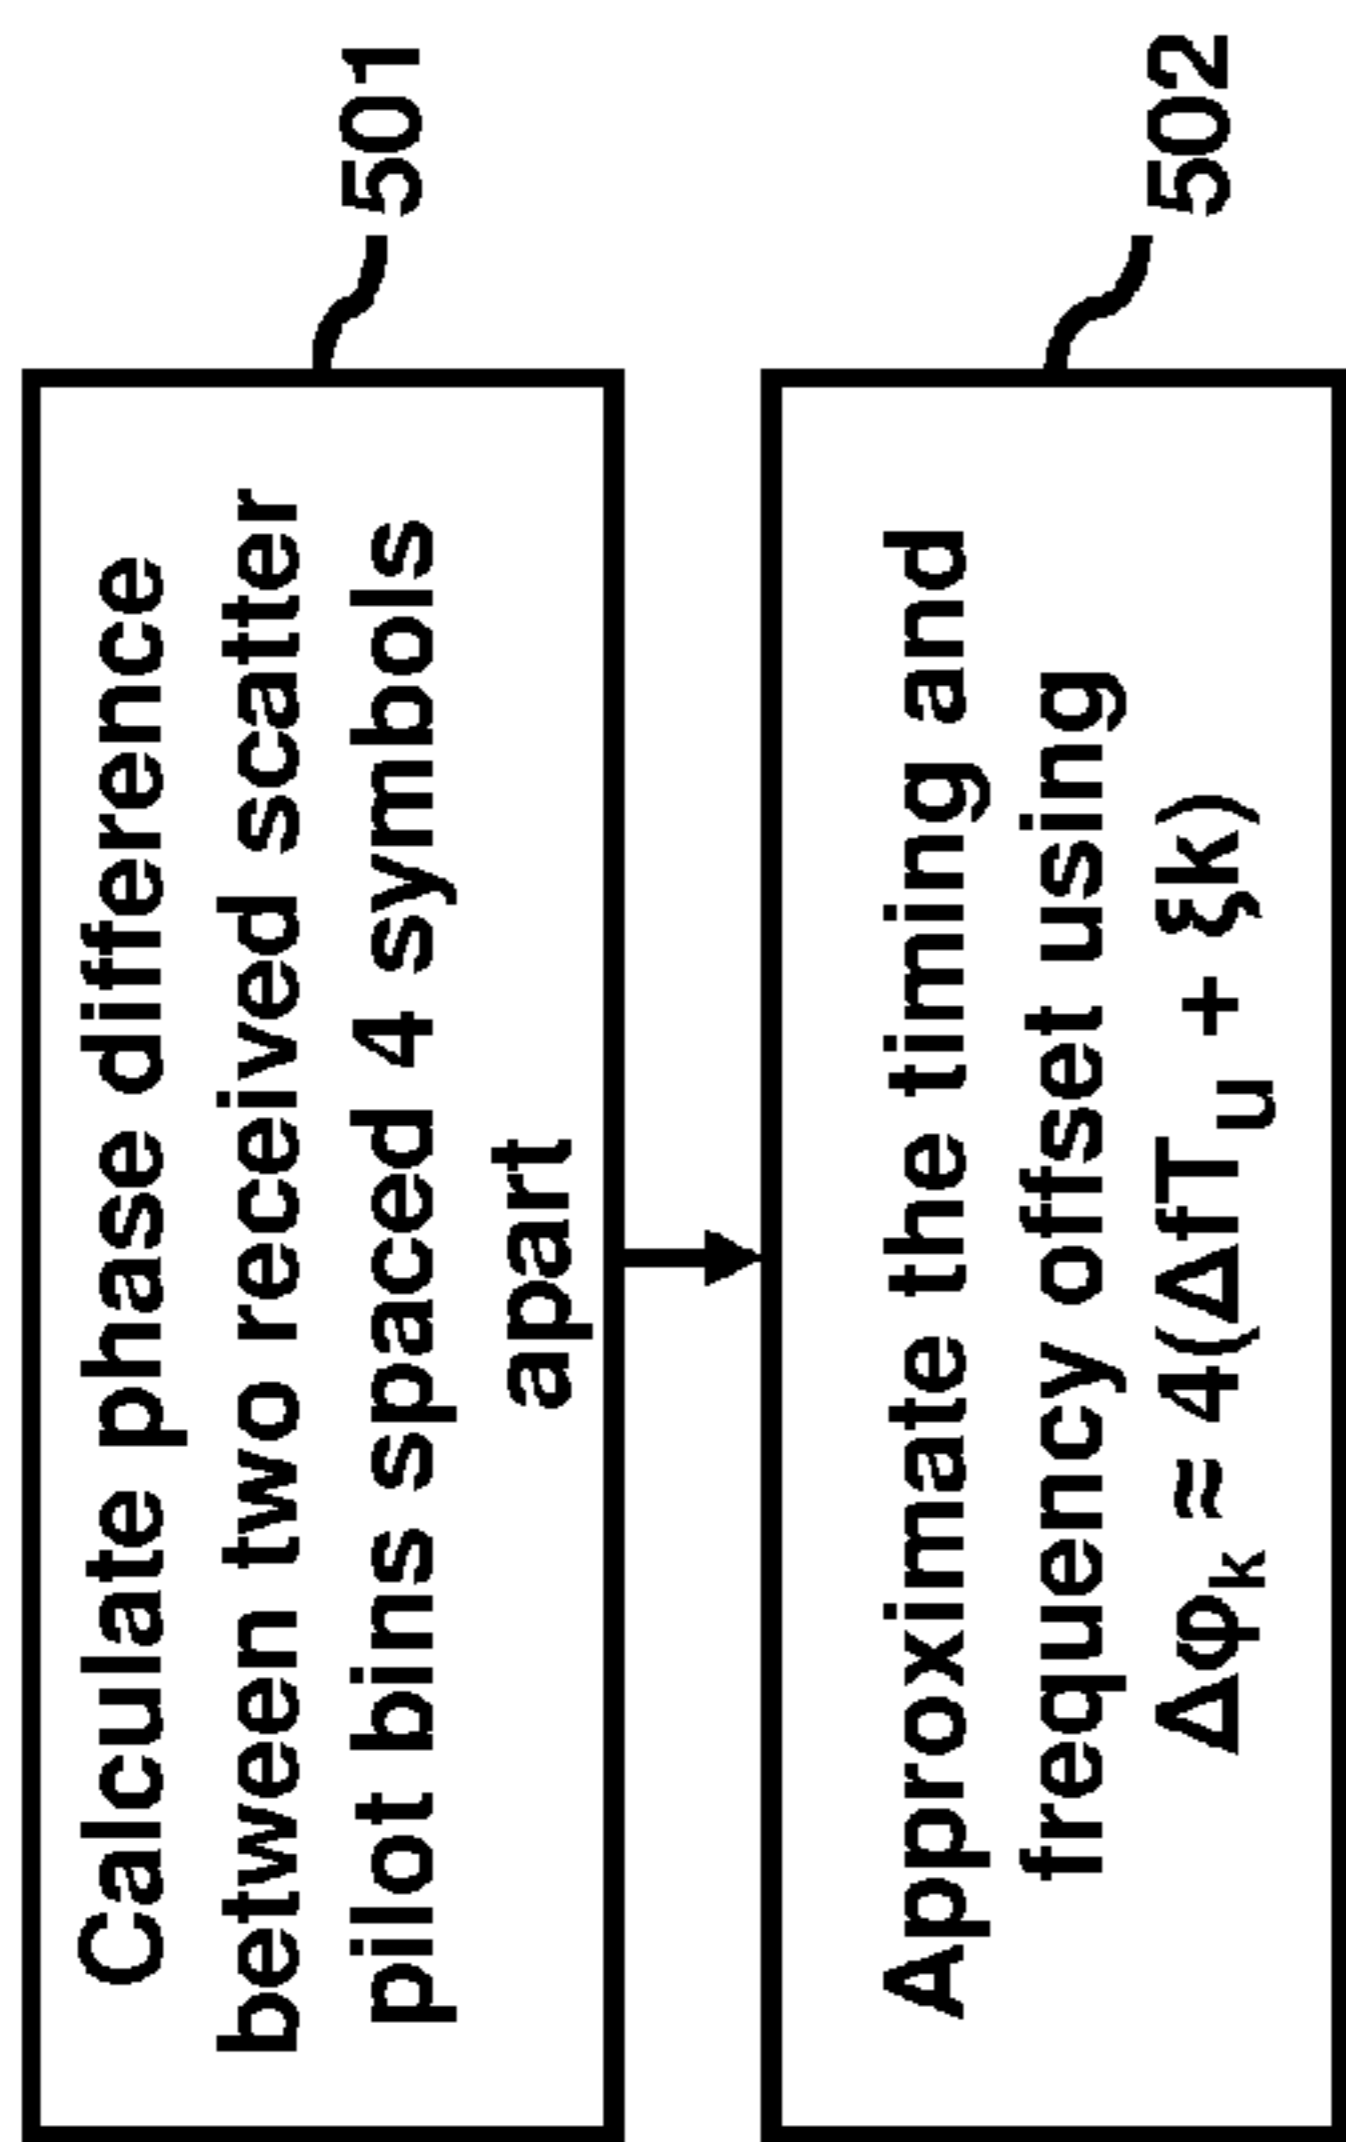 Calculate phase difference
between two received scatter
pilot bins spaced 4 symbols
apart
501
Approximate the timing and
frequency offset using
Δφk ≈ 4(ΔfTu + ξk)
502